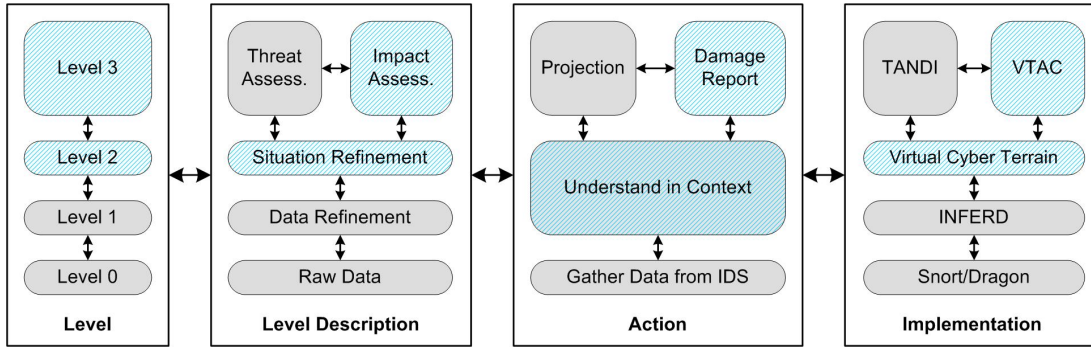 Level 3
Level 2
Level 1
Level 0
Level
Threat
Assess.
Impact
Assess.
Situation Refinement
Data Refinement
Raw Data
Level Description
Projection
Damage
Report
Understand in Context
Gather Data from IDS
Action
TANDI
VTAC
Virtual Cyber Terrain
INFERD
Snort/Dragon
Implementation